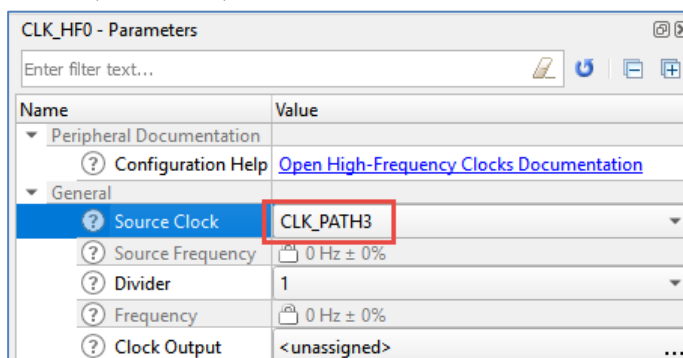 CLK_HF0 - Parameters
Enter filter text...
Name Value
Peripheral Documentation
? Configuration Help Open High-Frequency Clocks Documentation
General
? Source Clock CLK_PATH3
? Source Frequency 0 Hz ± 0%
? Divider 1
? Frequency 0 Hz ± 0%
? Clock Output <unassigned> ...